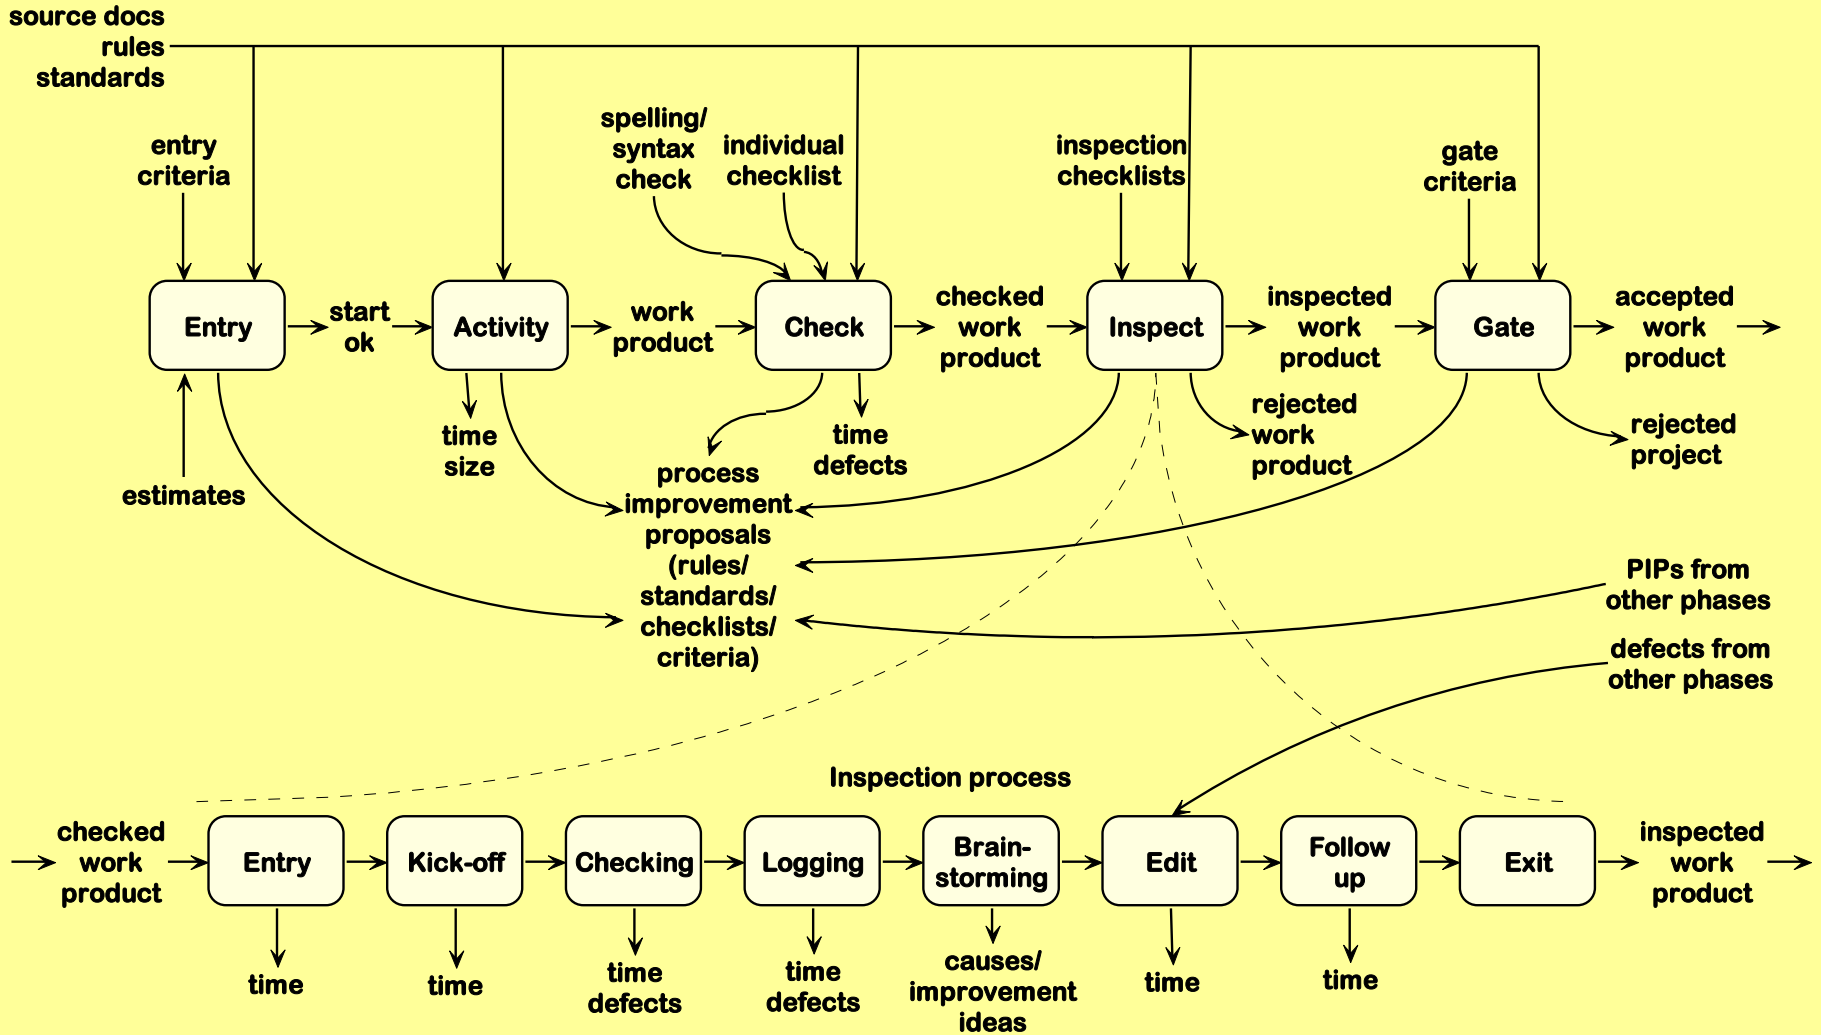 source docs
rules
standards
entry
criteria
spelling/
syntax
check
individual
checklist
inspection
checklists
gate
criteria
Entry
start
ok
Activity
work
product
Check
checked
work
product
Inspect
inspected
work
product
Gate
accepted
work
product
estimates
time
size
process
improvement
proposals
(rules/
standards/
checklists/
criteria)
time
defects
rejected
work
product
rejected
project
PIPs from
other phases
defects from
other phases
Inspection process
checked
work
product
Entry
Kick-off
Checking
Logging
Brain-
storming
Edit
Follow
up
Exit
inspected
work
product
time
time
time
defects
time
defects
causes/
improvement
ideas
time
time